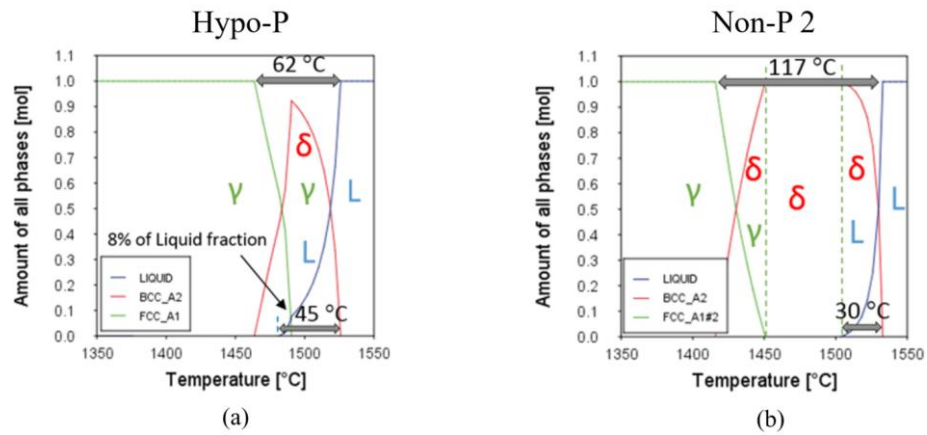 Hypo-P
Non-P 2
1.1
1.0
0.9
0.8
0.7
0.6
0.5
0.4
0.3
0.2
0.1
0.0
Amount of all phases [mol]
62 °C
δ
γ
γ
L
L
8% of Liquid fraction
LIQUID
BCC_A2
FCC_A1
45 °C
1350
1400
1450
1500
1550
Temperature [°C]
(a)
1.1
1.0
0.9
0.8
0.7
0.6
0.5
0.4
0.3
0.2
0.1
0.0
Amount of all phases [mol]
117 °C
δ
δ
γ
δ
L
γ
L
LIQUID
BCC_A2
FCC_A1#2
30 °C
1350
1400
1450
1500
1550
Temperature [°C]
(b)